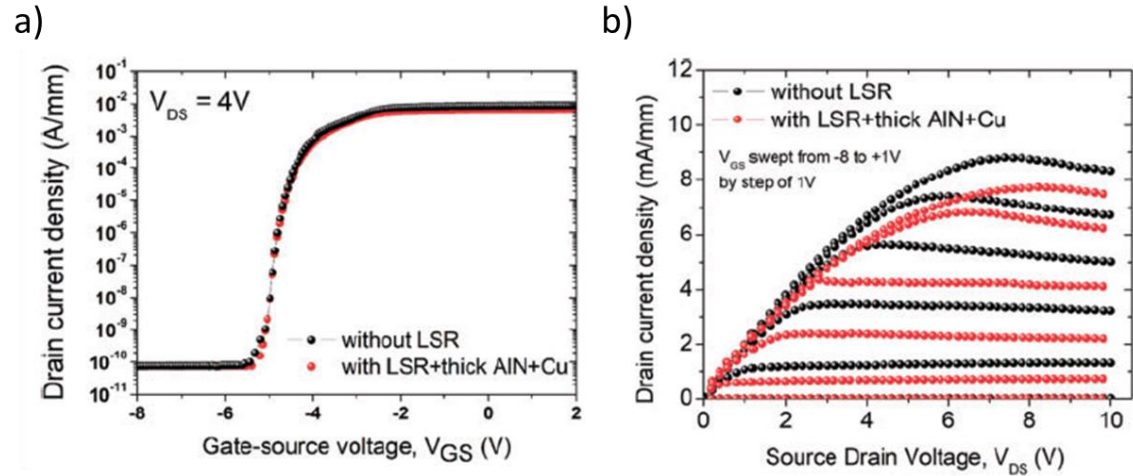 a)
Drain current density (A/mm)
10⁻¹
10⁻²
10⁻³
10⁻⁴
10⁻⁵
10⁻⁶
10⁻⁷
10⁻⁸
10⁻⁹
10⁻¹⁰
10⁻¹¹
V_DS = 4V
without LSR
with LSR+thick AlN+Cu
-8 -6 -4 -2 0 2
Gate-source voltage, V_GS (V)
b)
Drain current density (mA/mm)
12
10
8
6
4
2
0
without LSR
with LSR+thick AlN+Cu
V_GS swept from -8 to +1V
by step of 1V
0 2 4 6 8 10
Source Drain Voltage, V_DS (V)